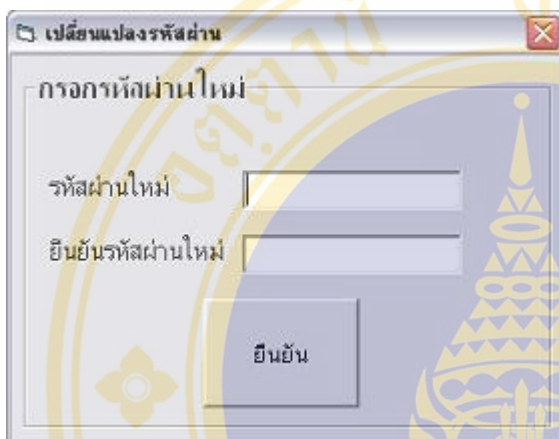 เปลี่ยนแปลงรหัสผ่าน
กรอกรหัสผ่านใหม่
รหัสผ่านใหม่
ยืนยันรหัสผ่านใหม่
ยืนยัน